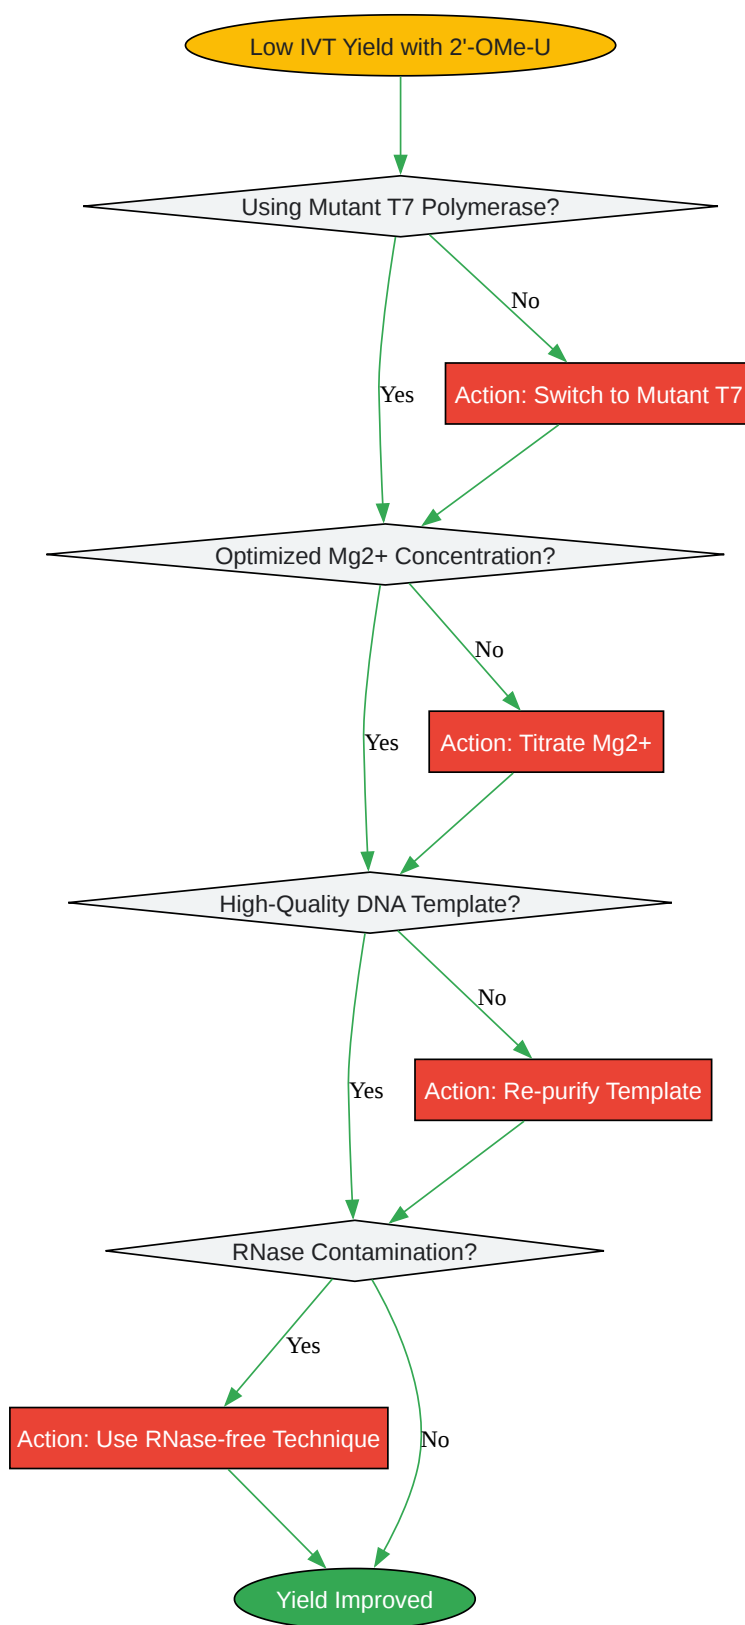 Low IVT Yield with 2'-OMe-U
Using Mutant T7 Polymerase?
No
Yes
Action: Switch to Mutant T7
Optimized Mg2+ Concentration?
No
Yes
Action: Titrate Mg2+
High-Quality DNA Template?
No
Yes
Action: Re-purify Template
RNase Contamination?
Yes
Action: Use RNase-free Technique
No
Yield Improved